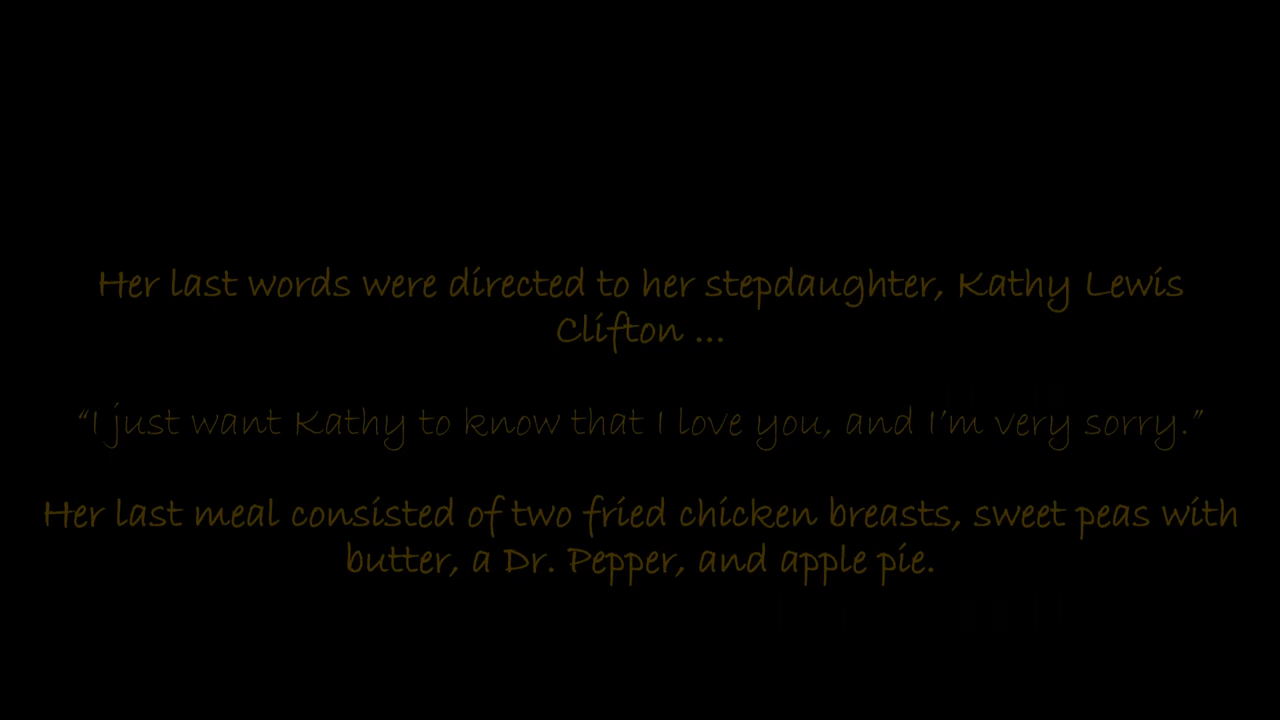 Her last words were directed to her stepdaughter, Kathy Lewis
Clifton ...
“I just want Kathy to know that I love you, and I’m very sorry.”
Her last meal consisted of two fried chicken breasts, sweet peas with
butter, a Dr. Pepper, and apple pie.